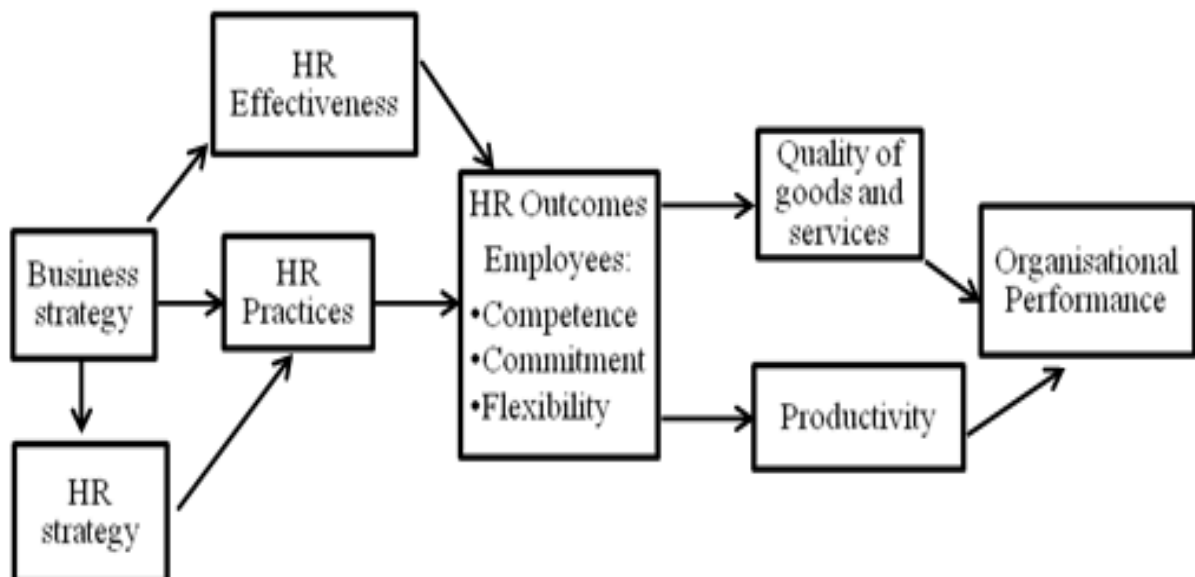 HR
Effectiveness
Business
strategy
HR
Practices
HR
strategy
HR Outcomes
Employees:
•Competence
•Commitment
•Flexibility
Quality of
goods and
services
Productivity
Organisational
Performance